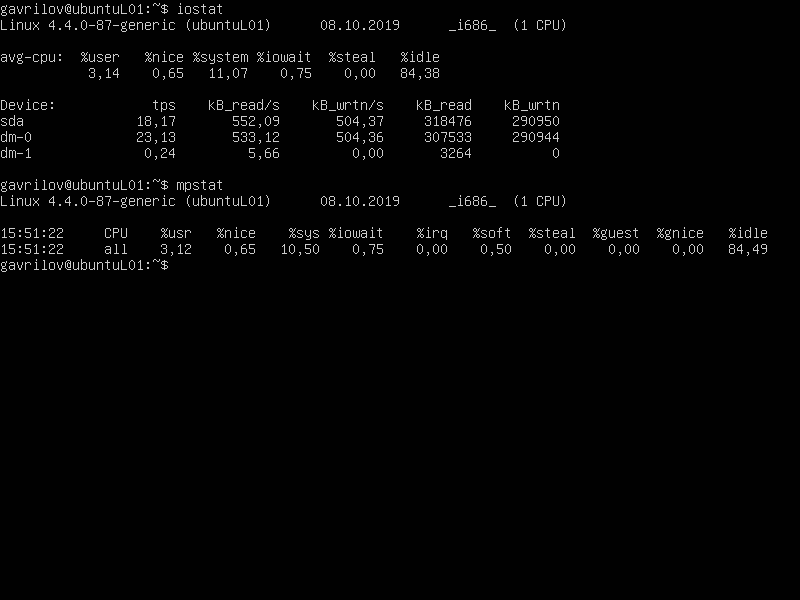 gavrilov@ubuntuL01:~$ iostat
Linux 4.4.0-87-generic (ubuntuL01) 08.10.2019 _i686_ (1 CPU)
avg-cpu: %user %nice %system %iowait %steal %idle
3,14 0,65 11,07 0,75 0,00 84,38
Device: tps kB_read/s kB_wrtn/s kB_read kB_wrtn
sda 18,17 552,09 504,37 318476 290950
dm-0 23,13 533,12 504,36 307533 290944
dm-1 0,24 5,66 0,00 3264 0
gavrilov@ubuntuL01:~$ mpstat
Linux 4.4.0-87-generic (ubuntuL01) 08.10.2019 _i686_ (1 CPU)
15:51:22 CPU %usr %nice %sys %iowait %irq %soft %steal %guest %gnice %idle
15:51:22 all 3,12 0,65 10,50 0,75 0,00 0,50 0,00 0,00 0,00 84,49
gavrilov@ubuntuL01:~$